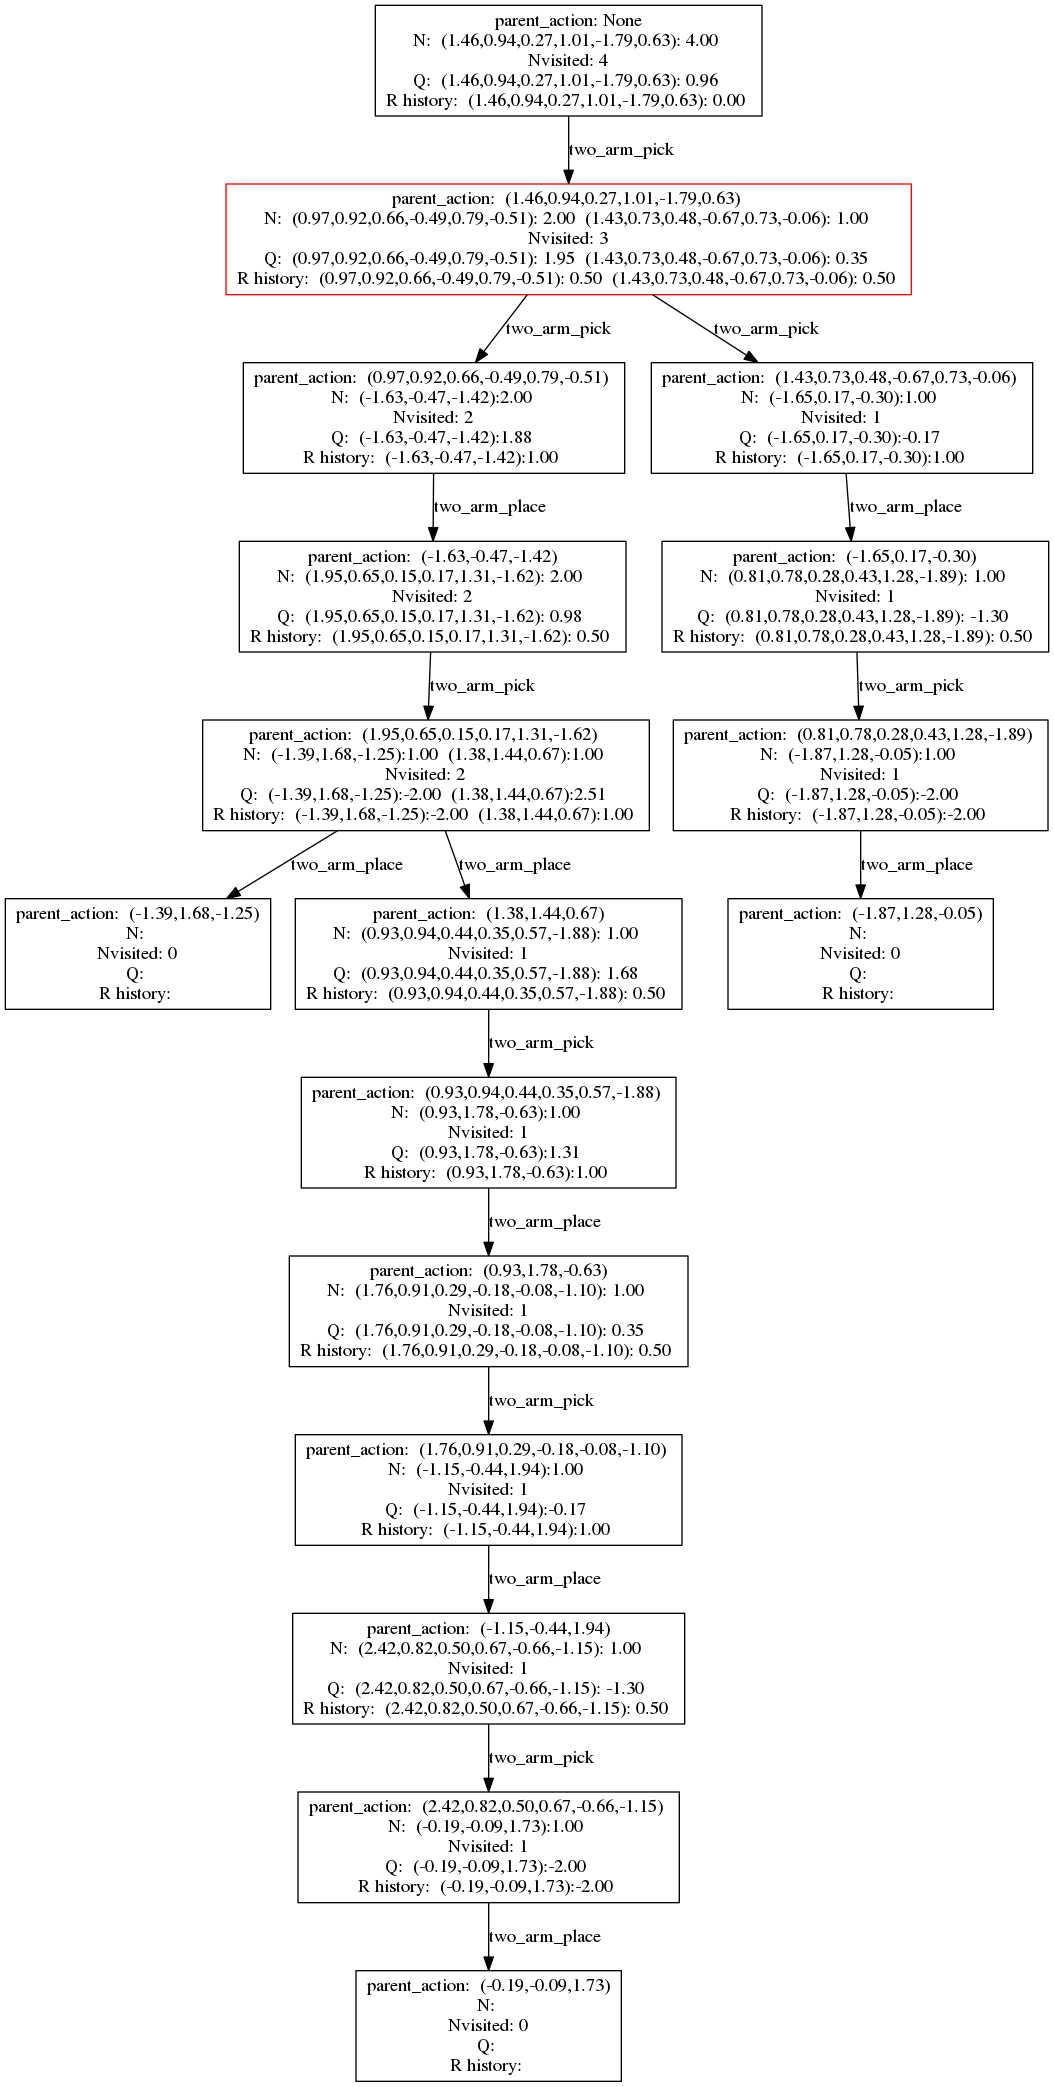 parent_action: None
N: (1.46,0.94,0.27,1.01,-1.79,0.63): 4.00
Nvisited: 4
Q: (1.46,0.94,0.27,1.01,-1.79,0.63): 0.96
R history: (1.46,0.94,0.27,1.01,-1.79,0.63): 0.00
two_arm_pick
parent_action: (1.46,0.94,0.27,1.01,-1.79,0.63)
N: (0.97,0.92,0.66,-0.49,0.79,-0.51): 2.00 (1.43,0.73,0.48,-0.67,0.73,-0.06): 1.00
Nvisited: 3
Q: (0.97,0.92,0.66,-0.49,0.79,-0.51): 1.95 (1.43,0.73,0.48,-0.67,0.73,-0.06): 0.35
R history: (0.97,0.92,0.66,-0.49,0.79,-0.51): 0.50 (1.43,0.73,0.48,-0.67,0.73,-0.06): 0.50
two_arm_pick
two_arm_pick
parent_action: (0.97,0.92,0.66,-0.49,0.79,-0.51)
N: (-1.63,-0.47,-1.42):2.00
Nvisited: 2
Q: (-1.63,-0.47,-1.42):1.88
R history: (-1.63,-0.47,-1.42):1.00
parent_action: (1.43,0.73,0.48,-0.67,0.73,-0.06)
N: (-1.65,0.17,-0.30):1.00
Nvisited: 1
Q: (-1.65,0.17,-0.30):-0.17
R history: (-1.65,0.17,-0.30):1.00
two_arm_place
two_arm_place
parent_action: (-1.63,-0.47,-1.42)
N: (1.95,0.65,0.15,0.17,1.31,-1.62): 2.00
Nvisited: 2
Q: (1.95,0.65,0.15,0.17,1.31,-1.62): 0.98
R history: (1.95,0.65,0.15,0.17,1.31,-1.62): 0.50
parent_action: (-1.65,0.17,-0.30)
N: (0.81,0.78,0.28,0.43,1.28,-1.89): 1.00
Nvisited: 1
Q: (0.81,0.78,0.28,0.43,1.28,-1.89): -1.30
R history: (0.81,0.78,0.28,0.43,1.28,-1.89): 0.50
two_arm_pick
two_arm_pick
parent_action: (1.95,0.65,0.15,0.17,1.31,-1.62)
N: (-1.39,1.68,-1.25):1.00 (1.38,1.44,0.67):1.00
Nvisited: 2
Q: (-1.39,1.68,-1.25):-2.00 (1.38,1.44,0.67):2.51
R history: (-1.39,1.68,-1.25):-2.00 (1.38,1.44,0.67):1.00
parent_action: (0.81,0.78,0.28,0.43,1.28,-1.89)
N: (-1.87,1.28,-0.05):1.00
Nvisited: 1
Q: (-1.87,1.28,-0.05):-2.00
R history: (-1.87,1.28,-0.05):-2.00
two_arm_place
two_arm_place
two_arm_place
parent_action: (-1.39,1.68,-1.25)
N:
Nvisited: 0
Q:
R history:
parent_action: (1.38,1.44,0.67)
N: (0.93,0.94,0.44,0.35,0.57,-1.88): 1.00
Nvisited: 1
Q: (0.93,0.94,0.44,0.35,0.57,-1.88): 1.68
R history: (0.93,0.94,0.44,0.35,0.57,-1.88): 0.50
parent_action: (-1.87,1.28,-0.05)
N:
Nvisited: 0
Q:
R history:
two_arm_pick
parent_action: (0.93,0.94,0.44,0.35,0.57,-1.88)
N: (0.93,1.78,-0.63):1.00
Nvisited: 1
Q: (0.93,1.78,-0.63):1.31
R history: (0.93,1.78,-0.63):1.00
two_arm_place
parent_action: (0.93,1.78,-0.63)
N: (1.76,0.91,0.29,-0.18,-0.08,-1.10): 1.00
Nvisited: 1
Q: (1.76,0.91,0.29,-0.18,-0.08,-1.10): 0.35
R history: (1.76,0.91,0.29,-0.18,-0.08,-1.10): 0.50
two_arm_pick
parent_action: (1.76,0.91,0.29,-0.18,-0.08,-1.10)
N: (-1.15,-0.44,1.94):1.00
Nvisited: 1
Q: (-1.15,-0.44,1.94):-0.17
R history: (-1.15,-0.44,1.94):1.00
two_arm_place
parent_action: (-1.15,-0.44,1.94)
N: (2.42,0.82,0.50,0.67,-0.66,-1.15): 1.00
Nvisited: 1
Q: (2.42,0.82,0.50,0.67,-0.66,-1.15): -1.30
R history: (2.42,0.82,0.50,0.67,-0.66,-1.15): 0.50
two_arm_pick
parent_action: (2.42,0.82,0.50,0.67,-0.66,-1.15)
N: (-0.19,-0.09,1.73):1.00
Nvisited: 1
Q: (-0.19,-0.09,1.73):-2.00
R history: (-0.19,-0.09,1.73):-2.00
two_arm_place
parent_action: (-0.19,-0.09,1.73)
N:
Nvisited: 0
Q:
R history: